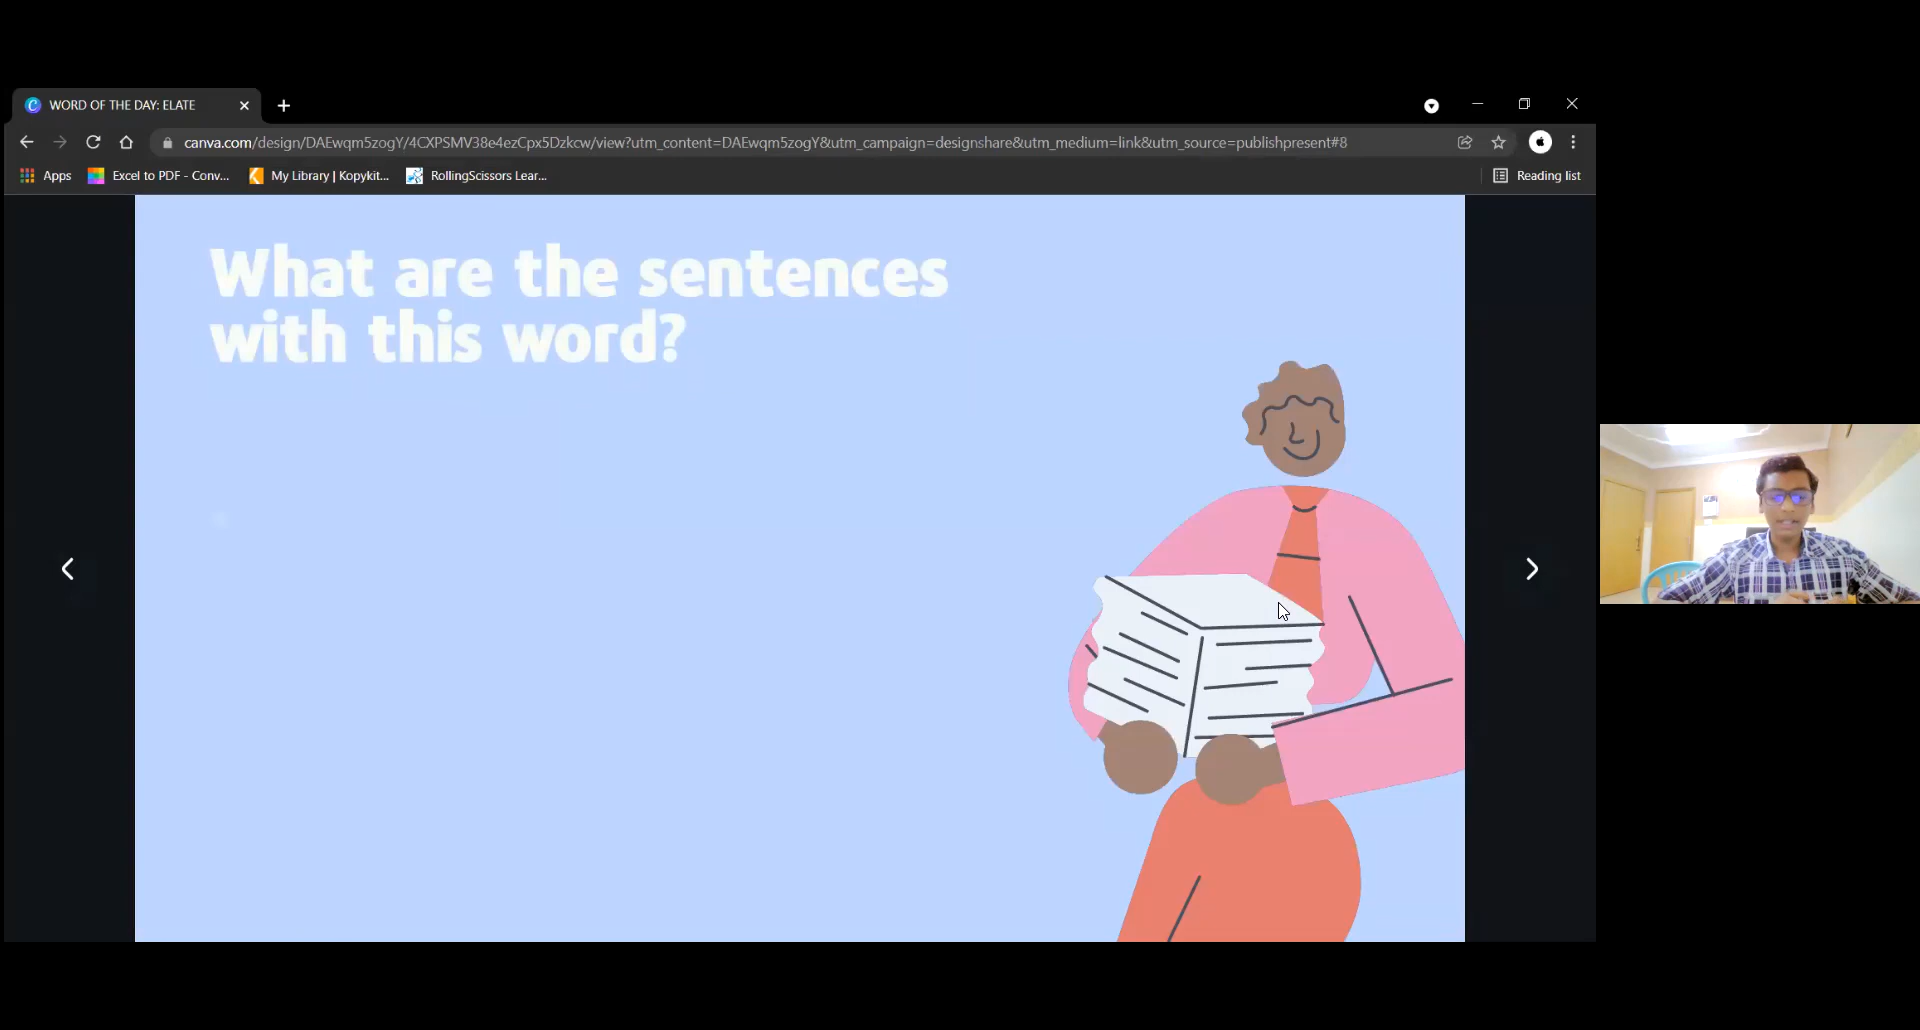 WORD OF THE DAY: ELATE
canva.com/design/DAEwqm5zogY/4CXPSMV38e4ezCpx5Dzkcw/view?utm_content=DAEwqm5zogY&utm_campaign=designshare&utm_medium=link&utm_source=publishpresent#8
Apps Excel to PDF - Conv... My Library | Kopykit... RollingScissors Lear... Reading list
What are the sentences
with this word?